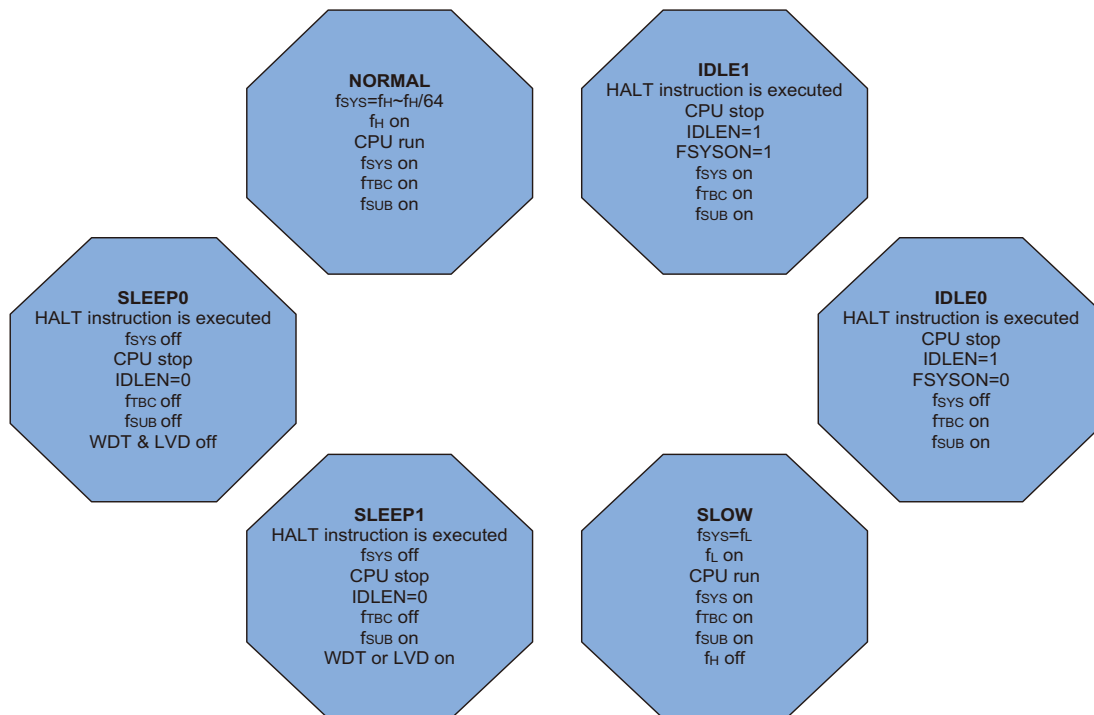 NORMAL
fSYS=fH~fH/64
fH on
CPU run
fSYS on
fTBC on
fSUB on
IDLE1
HALT instruction is executed
CPU stop
IDLEN=1
FSYSON=1
fSYS on
fTBC on
fSUB on
SLEEP0
HALT instruction is executed
fSYS off
CPU stop
IDLEN=0
fTBC off
fSUB off
WDT & LVD off
IDLE0
HALT instruction is executed
CPU stop
IDLEN=1
FSYSON=0
fSYS off
fTBC on
fSUB on
SLEEP1
HALT instruction is executed
fSYS off
CPU stop
IDLEN=0
fTBC off
fSUB on
WDT or LVD on
SLOW
fSYS=fL
fL on
CPU run
fSYS on
fTBC on
fSUB on
fH off